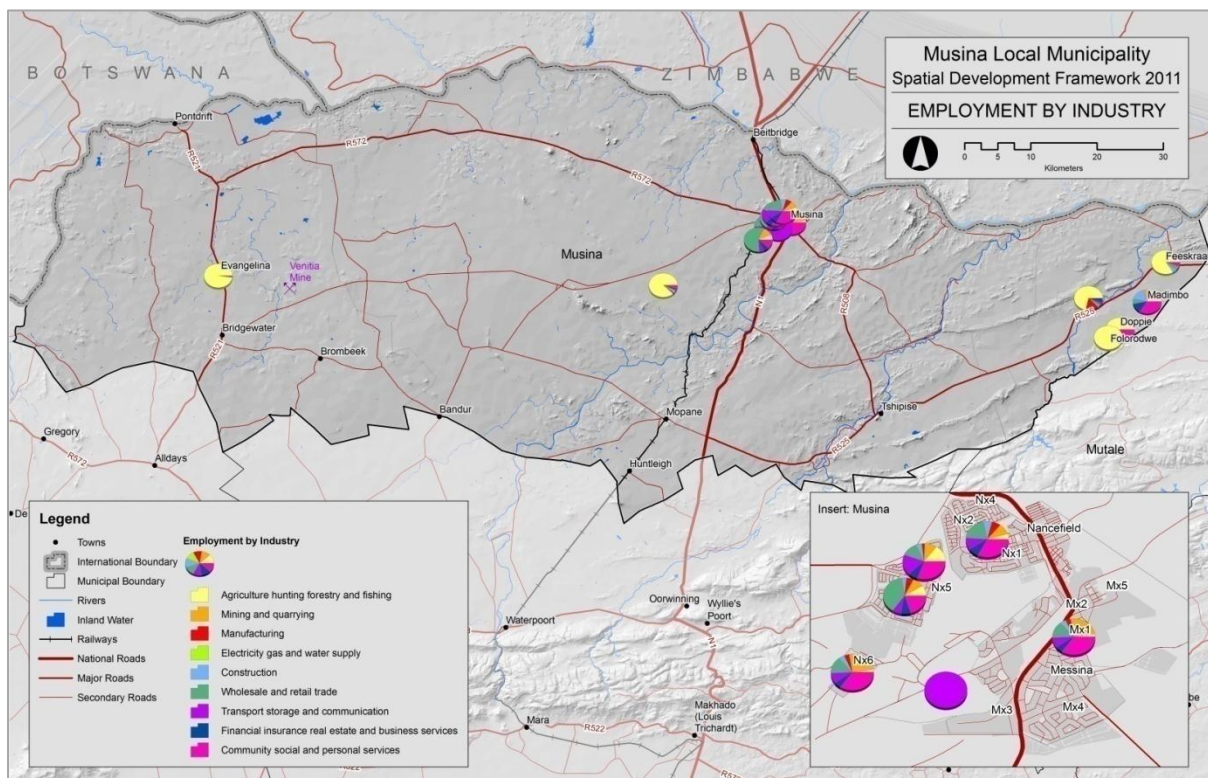 Musina Local Municipality
Spatial Development Framework 2011
EMPLOYMENT BY INDUSTRY
0 5 10 20 30
Kilometers
BOTSWANA
ZIMBABWE
Pontdrift
Beitbridge
R572
R521
R572
Musina
Evangelina
Venitia
Mine
Musina
Feeskraa
Madimbo
R525
Doppie
Folorodwe
N1
R508
Bridgewater
R521
Brombeek
Bandur
Mopane
Tshipise
Gregory
R572
Alldays
Huntleigh
R525
Mutale
De
Oorwinning
Wyllie's
Poort
Waterpoort
N1
Makhado
(Louis
Trichardt)
Mara
R522
Legend
Towns
International Boundary
Municipal Boundary
Rivers
Inland Water
Railways
National Roads
Major Roads
Secondary Roads
Employment by Industry
Agriculture hunting forestry and fishing
Mining and quarrying
Manufacturing
Electricity gas and water supply
Construction
Wholesale and retail trade
Transport storage and communication
Financial insurance real estate and business services
Community social and personal services
Insert: Musina
Nx4
Nx2
Nancefield
Nx1
Nx5
Mx5
Mx2
Mx1
Nx6
Messina
Mx3
Mx4
be